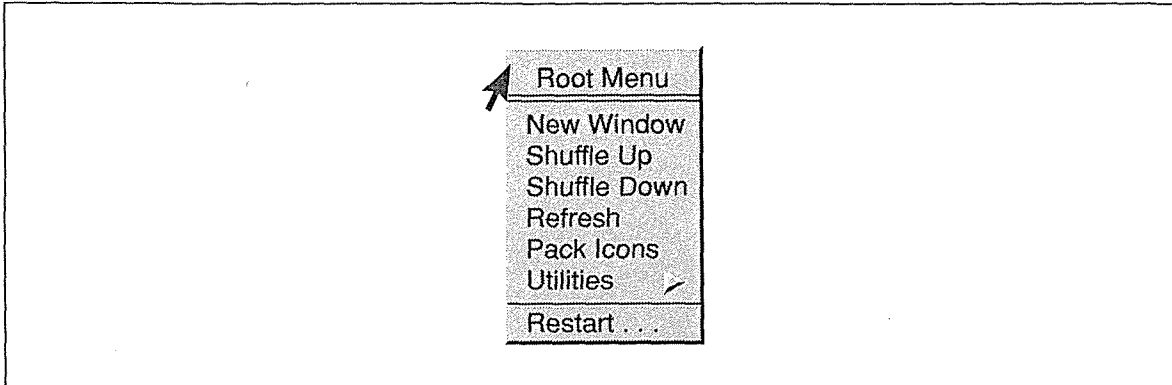 Root Menu
New Window
Shuffle Up
Shuffle Down
Refresh
Pack Icons
Utilities
Restart . . .